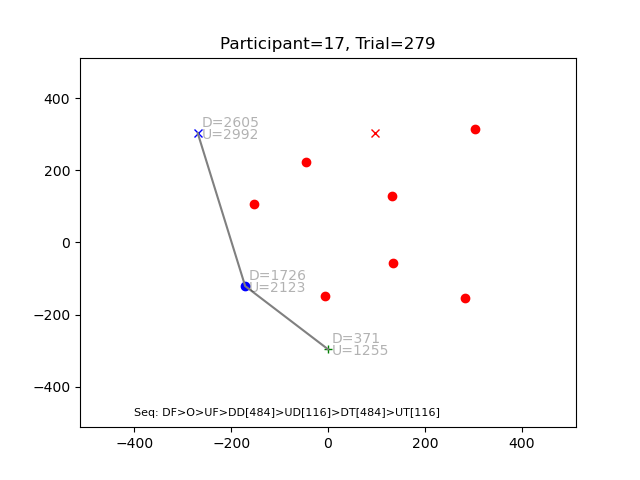 Participant=17, Trial=279
400
200
0
−200
−400
D=2605
U=2992
D=1726
U=2123
D=371
U=1255
Seq: DF>O>UF>DD[484]>UD[116]>DT[484]>UT[116]
−400
−200
0
200
400